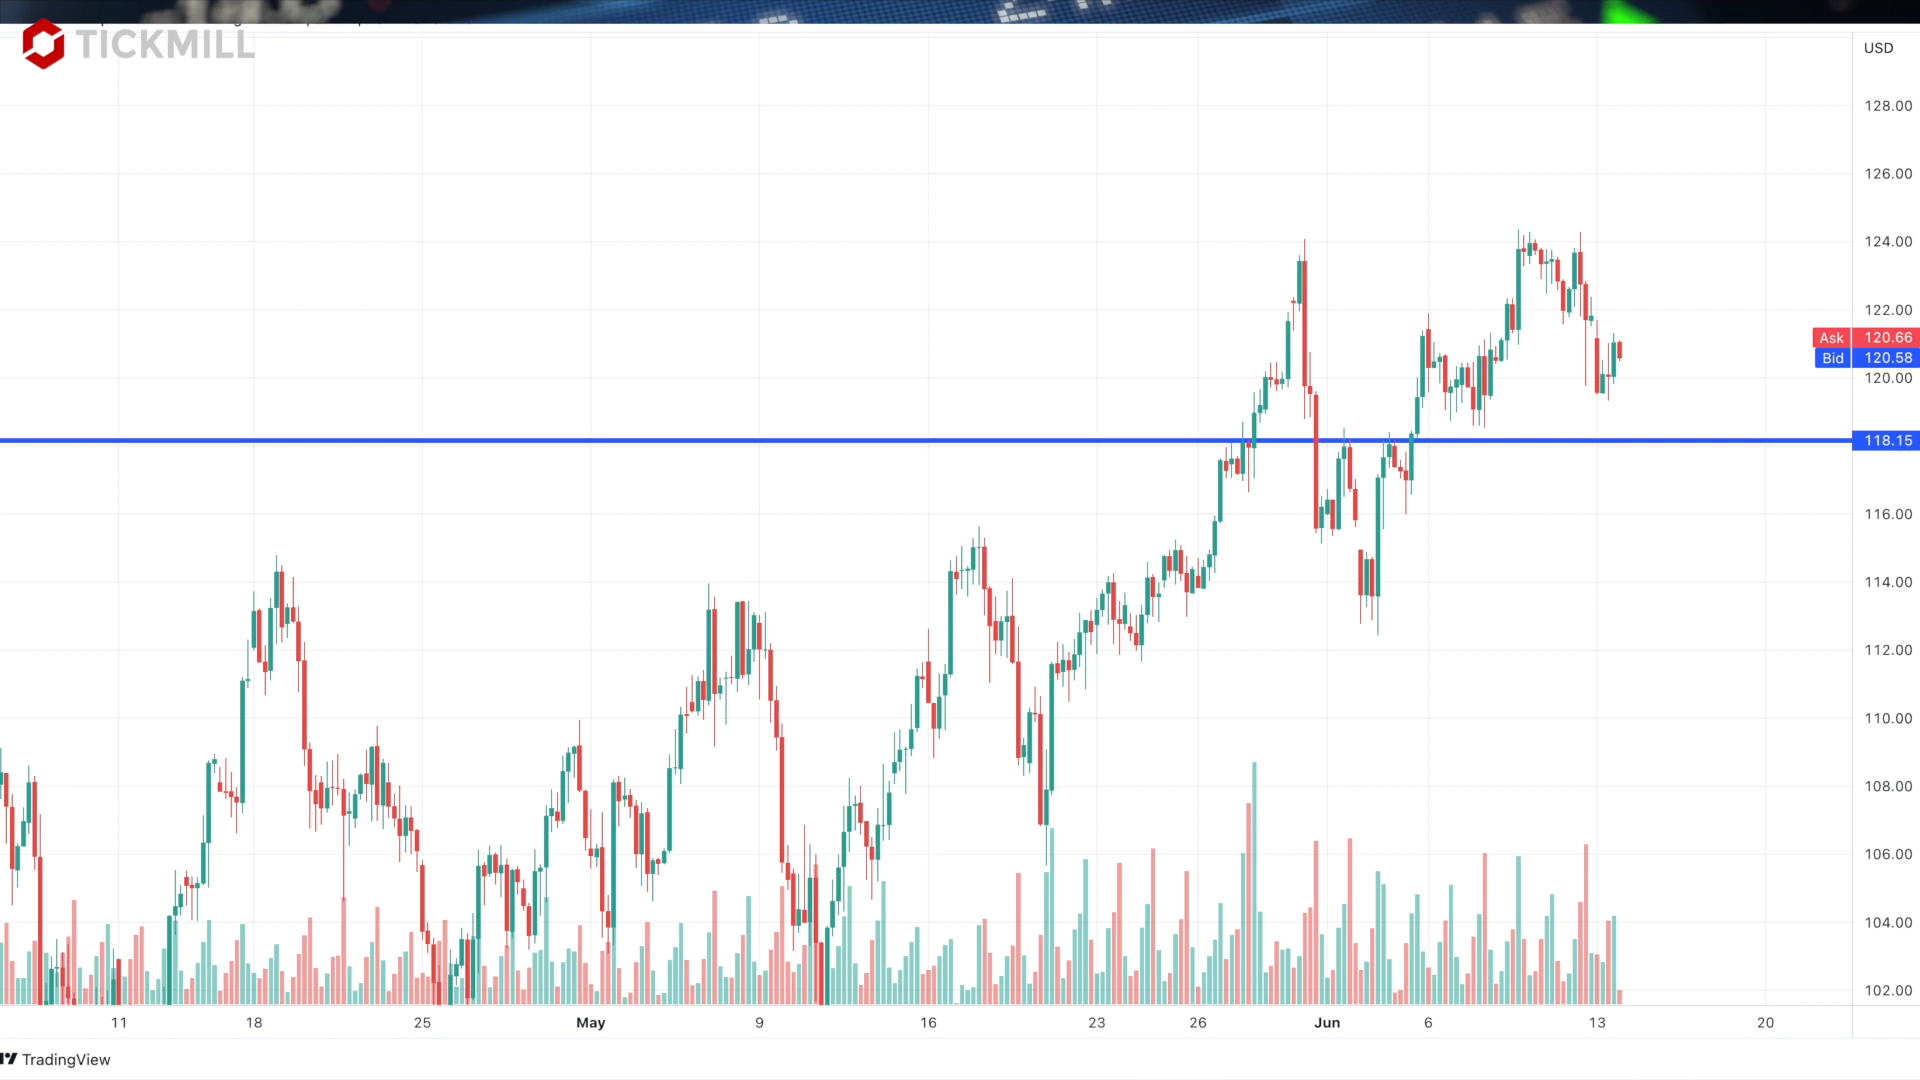 TICKMILL
USD
128.00
126.00
124.00
122.00
Ask 120.66
Bid 120.58
120.00
118.15
116.00
114.00
112.00
110.00
108.00
106.00
104.00
102.00
11 18 25 May 9 16 23 26 Jun 6 13 20
TradingView